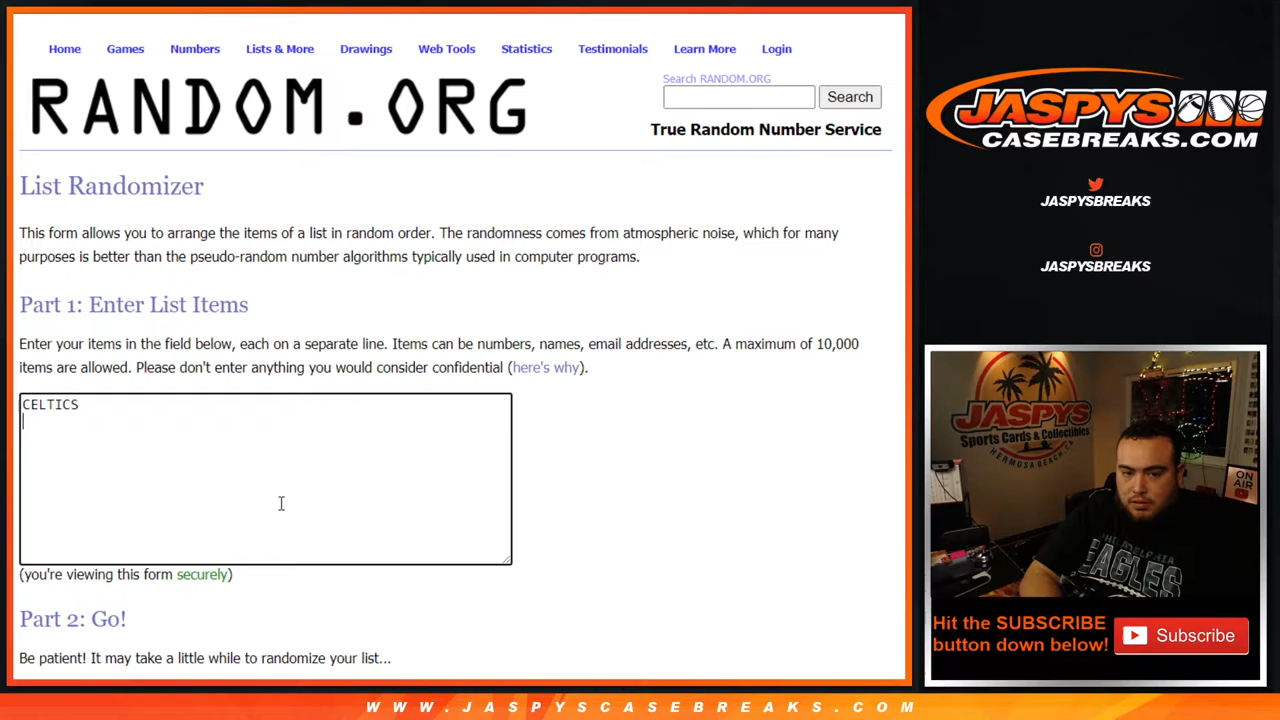 Home Games Numbers Lists & More Drawings Web Tools Statistics Testimonials Learn More Login
RANDOM.ORG
Search RANDOM.ORG
Search
True Random Number Service
List Randomizer
This form allows you to arrange the items of a list in random order. The randomness comes from atmospheric noise, which for many
purposes is better than the pseudo-random number algorithms typically used in computer programs.
Part 1: Enter List Items
Enter your items in the field below, each on a separate line. Items can be numbers, names, email addresses, etc. A maximum of 10,000
items are allowed. Please don't enter anything you would consider confidential (here's why).
CELTICS
(you're viewing this form securely)
Part 2: Go!
Be patient! It may take a little while to randomize your list...
JASPYS
CASEBREAKS.COM
JASPYSBREAKS
JASPYSBREAKS
JASPYS
Sports Cards & Collectibles
HERMOSA BEACH, CA
ON
AIR
PHILADELPHIA
EAGLES
Hit the SUBSCRIBE
button down below!
Subscribe
WWW.JASPYSCASEBREAKS.COM